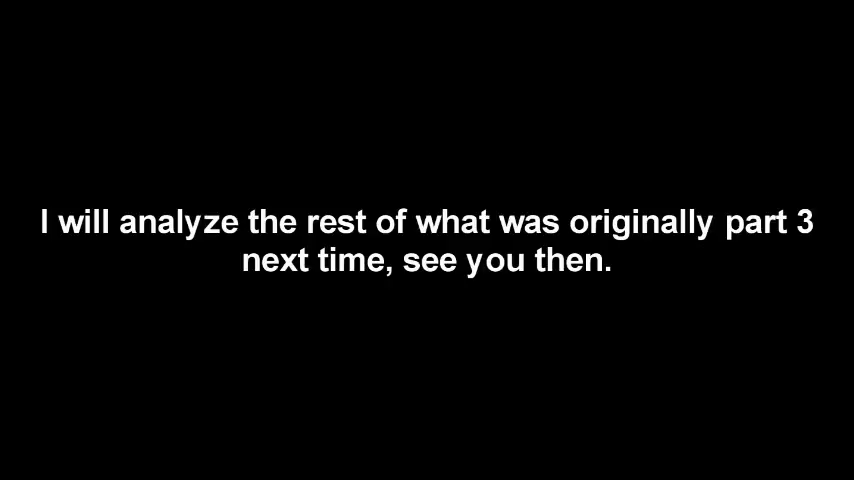 I will analyze the rest of what was originally part 3
next time, see you then.